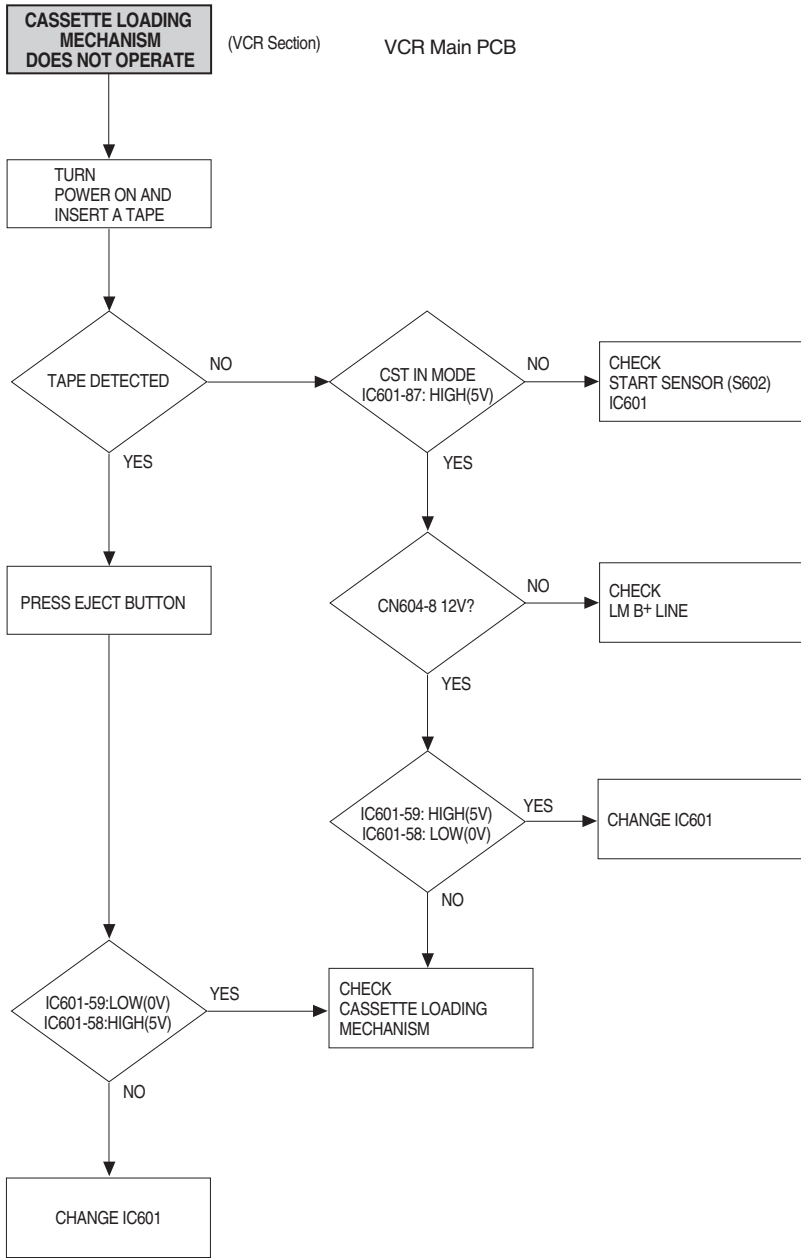 CASSETTE LOADING
MECHANISM
DOES NOT OPERATE
(VCR Section)
VCR Main PCB
TURN
POWER ON AND
INSERT A TAPE
TAPE DETECTED
NO
CST IN MODE
IC601-87: HIGH(5V)
NO
CHECK
START SENSOR (S602)
IC601
YES
YES
PRESS EJECT BUTTON
CN604-8 12V?
NO
CHECK
LM B+ LINE
YES
IC601-59: HIGH(5V)
IC601-58: LOW(0V)
YES
CHANGE IC601
NO
IC601-59:LOW(0V)
IC601-58:HIGH(5V)
YES
CHECK
CASSETTE LOADING
MECHANISM
NO
CHANGE IC601